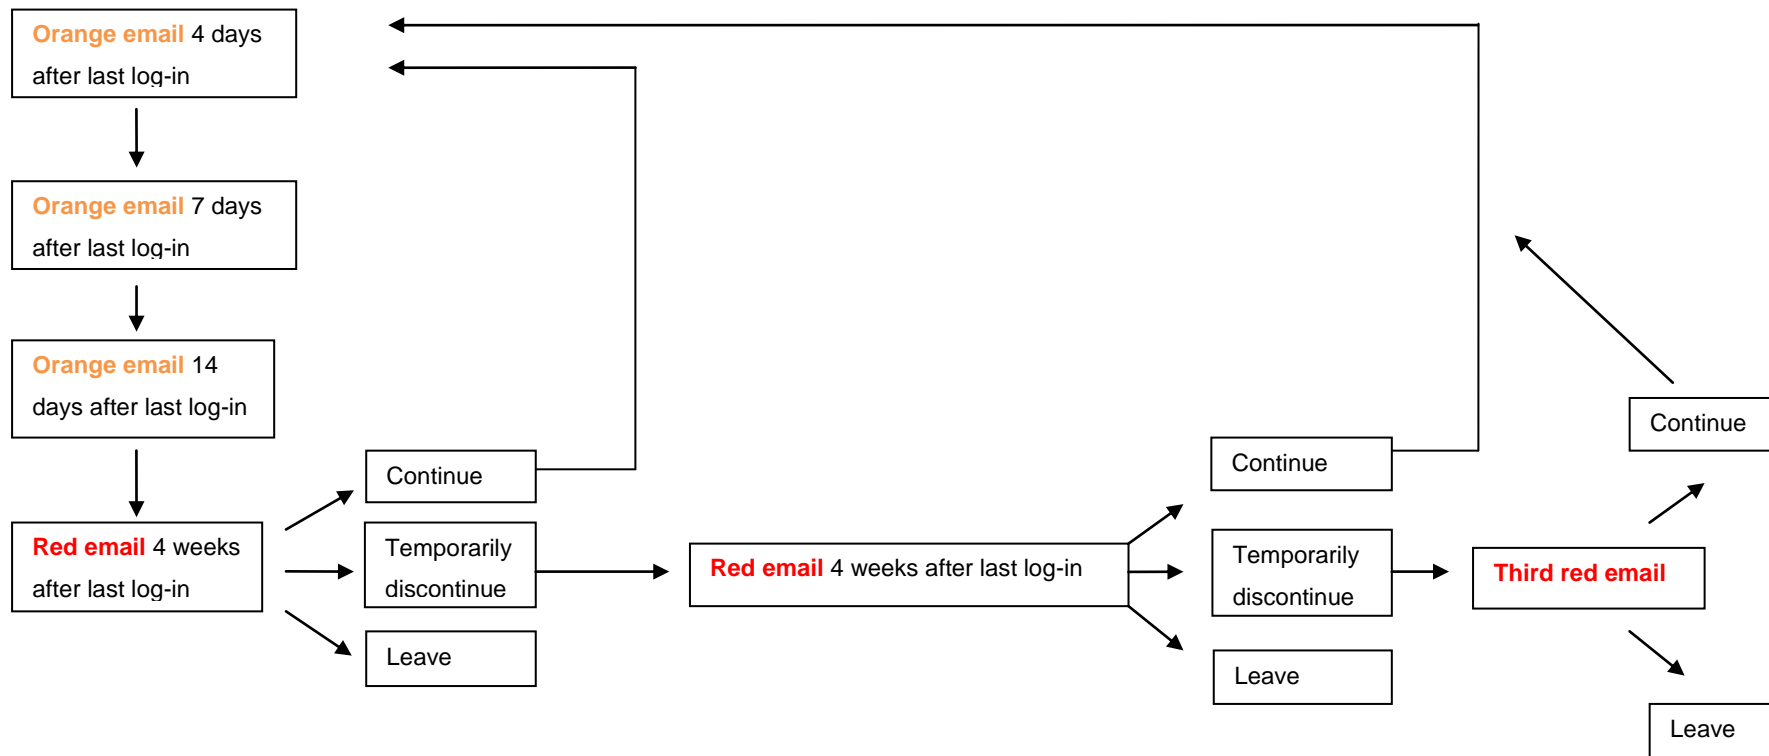 Orange email 4 days
after last log-in
Orange email 7 days
after last log-in
Orange email 14
days after last log-in
Red email 4 weeks
after last log-in
Continue
Temporarily
discontinue
Leave
Red email 4 weeks after last log-in
Continue
Temporarily
discontinue
Leave
Third red email
Continue
Leave